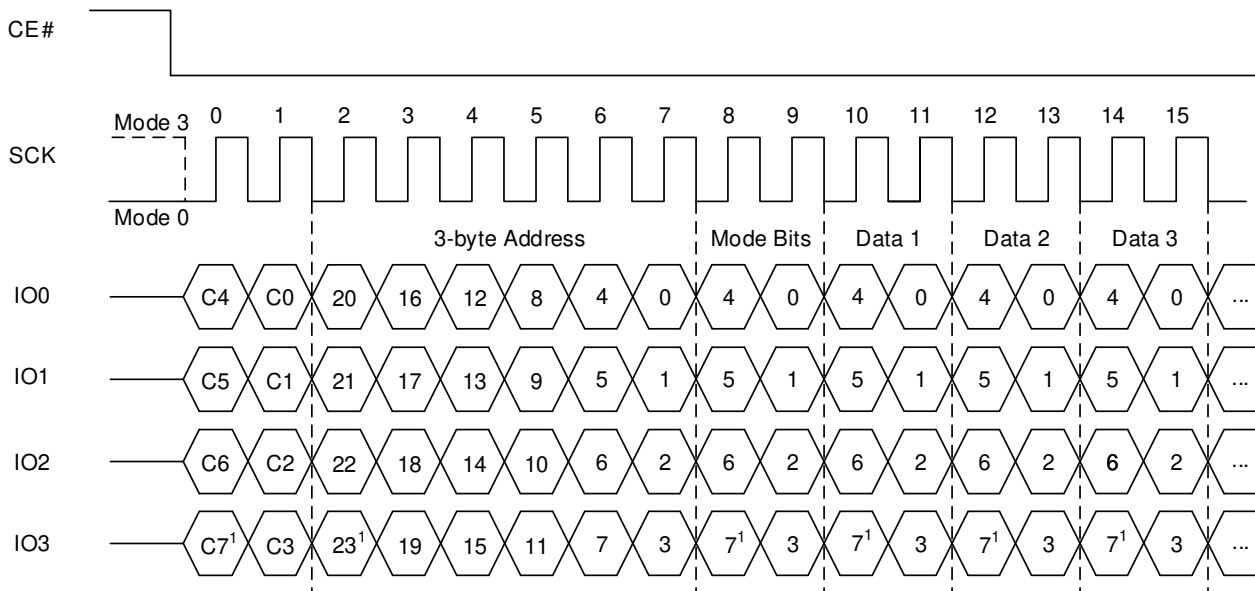 CE#
0 1 2 3 4 5 6 7 8 9 10 11 12 13 14 15
Mode 3
SCK
Mode 0
3-byte Address Mode Bits Data 1 Data 2 Data 3
IO0 C4 C0 20 16 12 8 4 0 4 0 4 0 4 0 4 0 ...
IO1 C5 C1 21 17 13 9 5 1 5 1 5 1 5 1 5 1 ...
IO2 C6 C2 22 18 14 10 6 2 6 2 6 2 6 2 6 2 ...
IO3 C7¹ C3 23¹ 19 15 11 7 3 7¹ 3 7¹ 3 7¹ 3 7¹ 3 ...